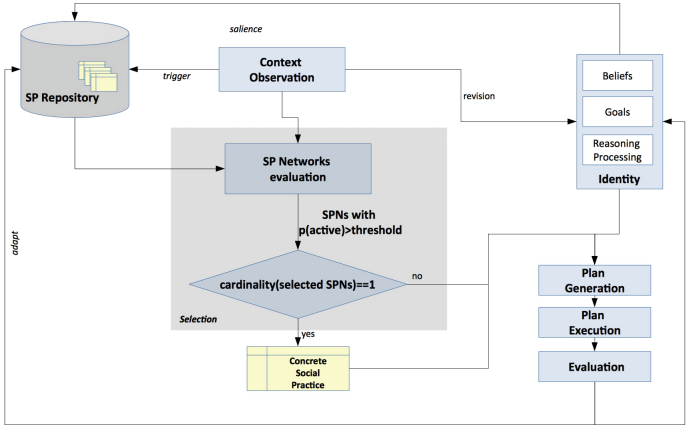 salience
SP Repository
trigger
Context
Observation
revision
Beliefs
Goals
Reasoning
Processing
Identity
SP Networks
evaluation
SPNs with
p(active)>threshold
adapt
cardinality(selected SPNs)==1
no
Selection
yes
Concrete
Social
Practice
Plan
Generation
Plan
Execution
Evaluation